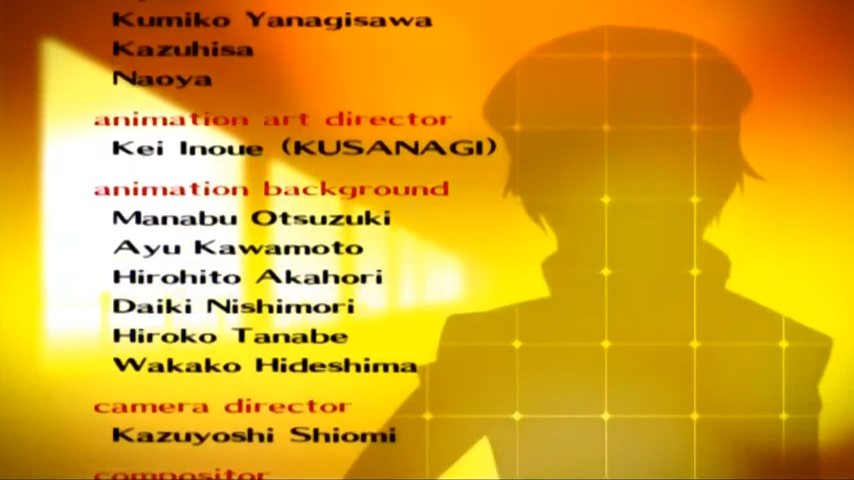 Kumiko Yanagisawa
Kazuhisa
Naoya
animation art director
Kei Inoue (KUSANAGI)
animation background
Manabu Otsuzuki
Ayu Kawamoto
Hirohito Akahori
Daiki Nishimori
Hiroko Tanabe
Wakako Hideshima
camera director
Kazuyoshi Shiomi
compositor